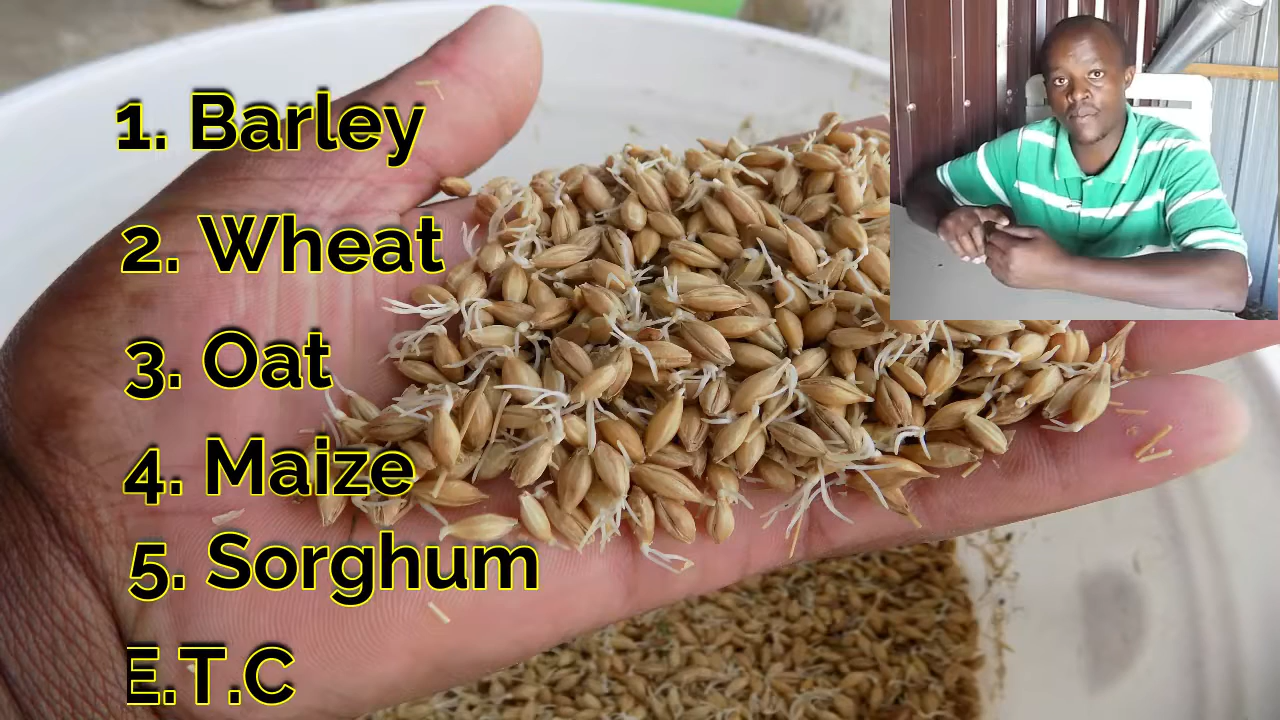 1. Barley
2. Wheat
3. Oat
4. Maize
5. Sorghum
E.T.C